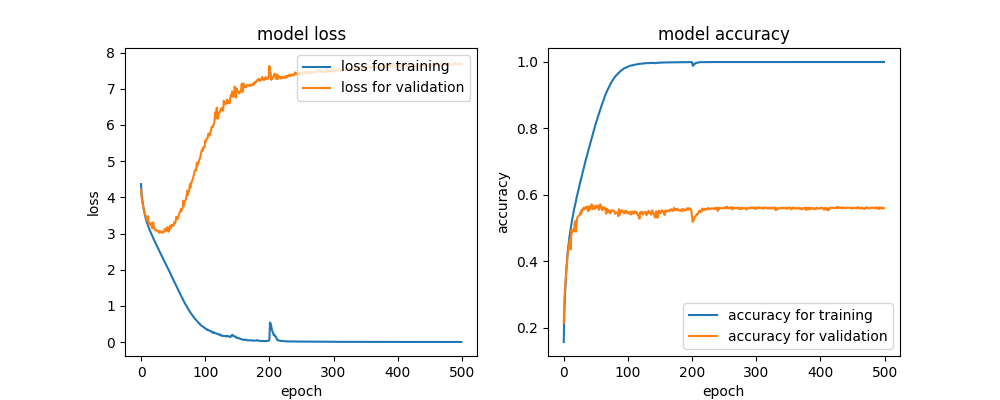 model loss
8
7
6
5
4
3
2
1
0
loss
loss for training
loss for validation
0 100 200 300 400 500
epoch
model accuracy
1.0
0.8
0.6
0.4
0.2
accuracy
accuracy for training
accuracy for validation
0 100 200 300 400 500
epoch